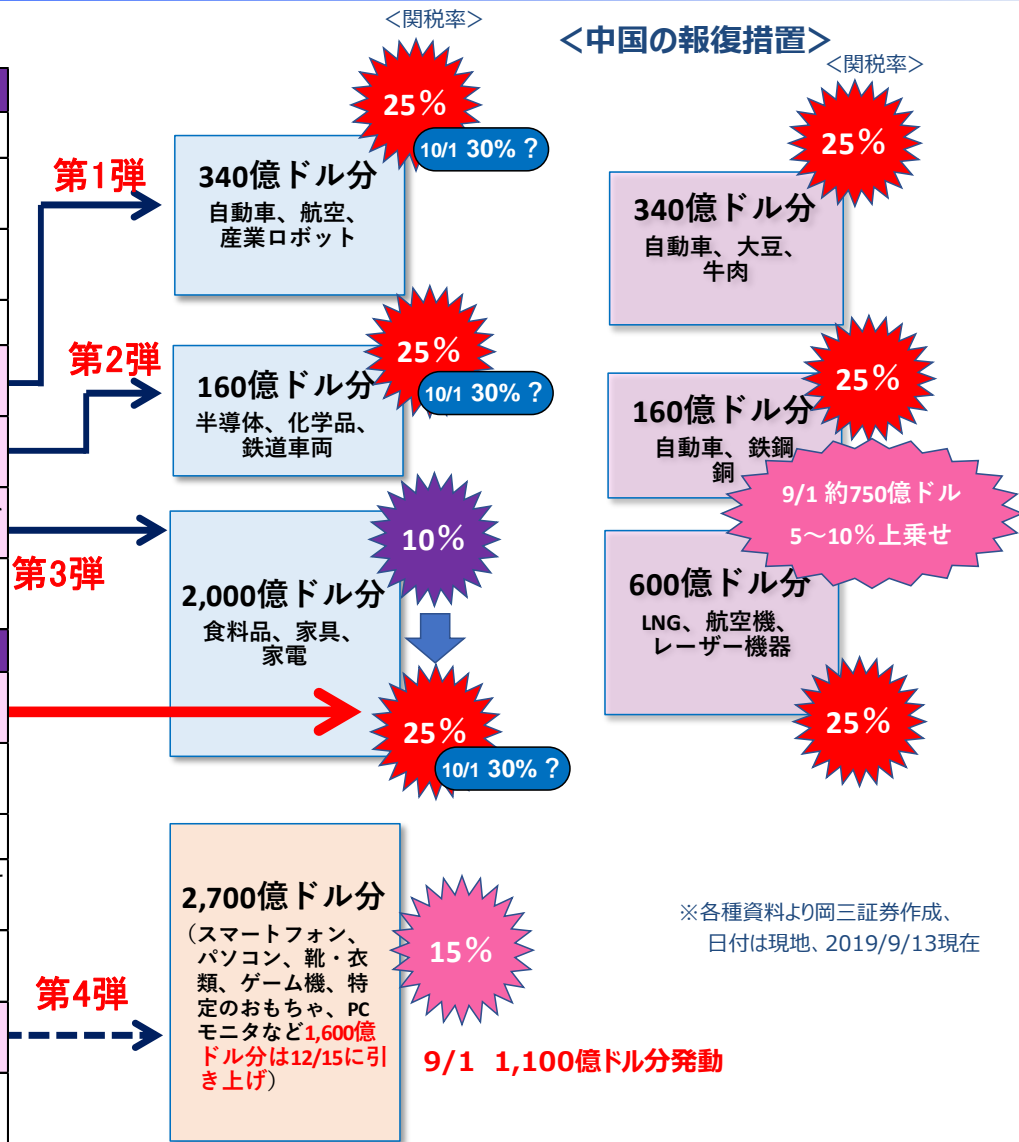 ＜関税率＞
第1弾
340億ドル分
自動車、航空、
産業ロボット
25％
10/1 30%？
第2弾
160億ドル分
半導体、化学品、
鉄道車両
25％
10/1 30%？
第3弾
2,000億ドル分
食料品、家具、
家電
10％
25％
10/1 30%？
第4弾
2,700億ドル分
（スマートフォン、
パソコン、靴・衣
類、ゲーム機、特
定のおもちゃ、PC
モニタなど1,600億
ドル分は12/15に引
き上げ）
15％
9/1 1,100億ドル分発動
＜中国の報復措置＞
＜関税率＞
340億ドル分
自動車、大豆、
牛肉
25％
160億ドル分
自動車、鉄鋼
銅
25％
9/1 約750億ドル
5～10％上乗せ
600億ドル分
LNG、航空機、
レーザー機器
25％
※各種資料より岡三証券作成、
日付は現地、2019/9/13現在